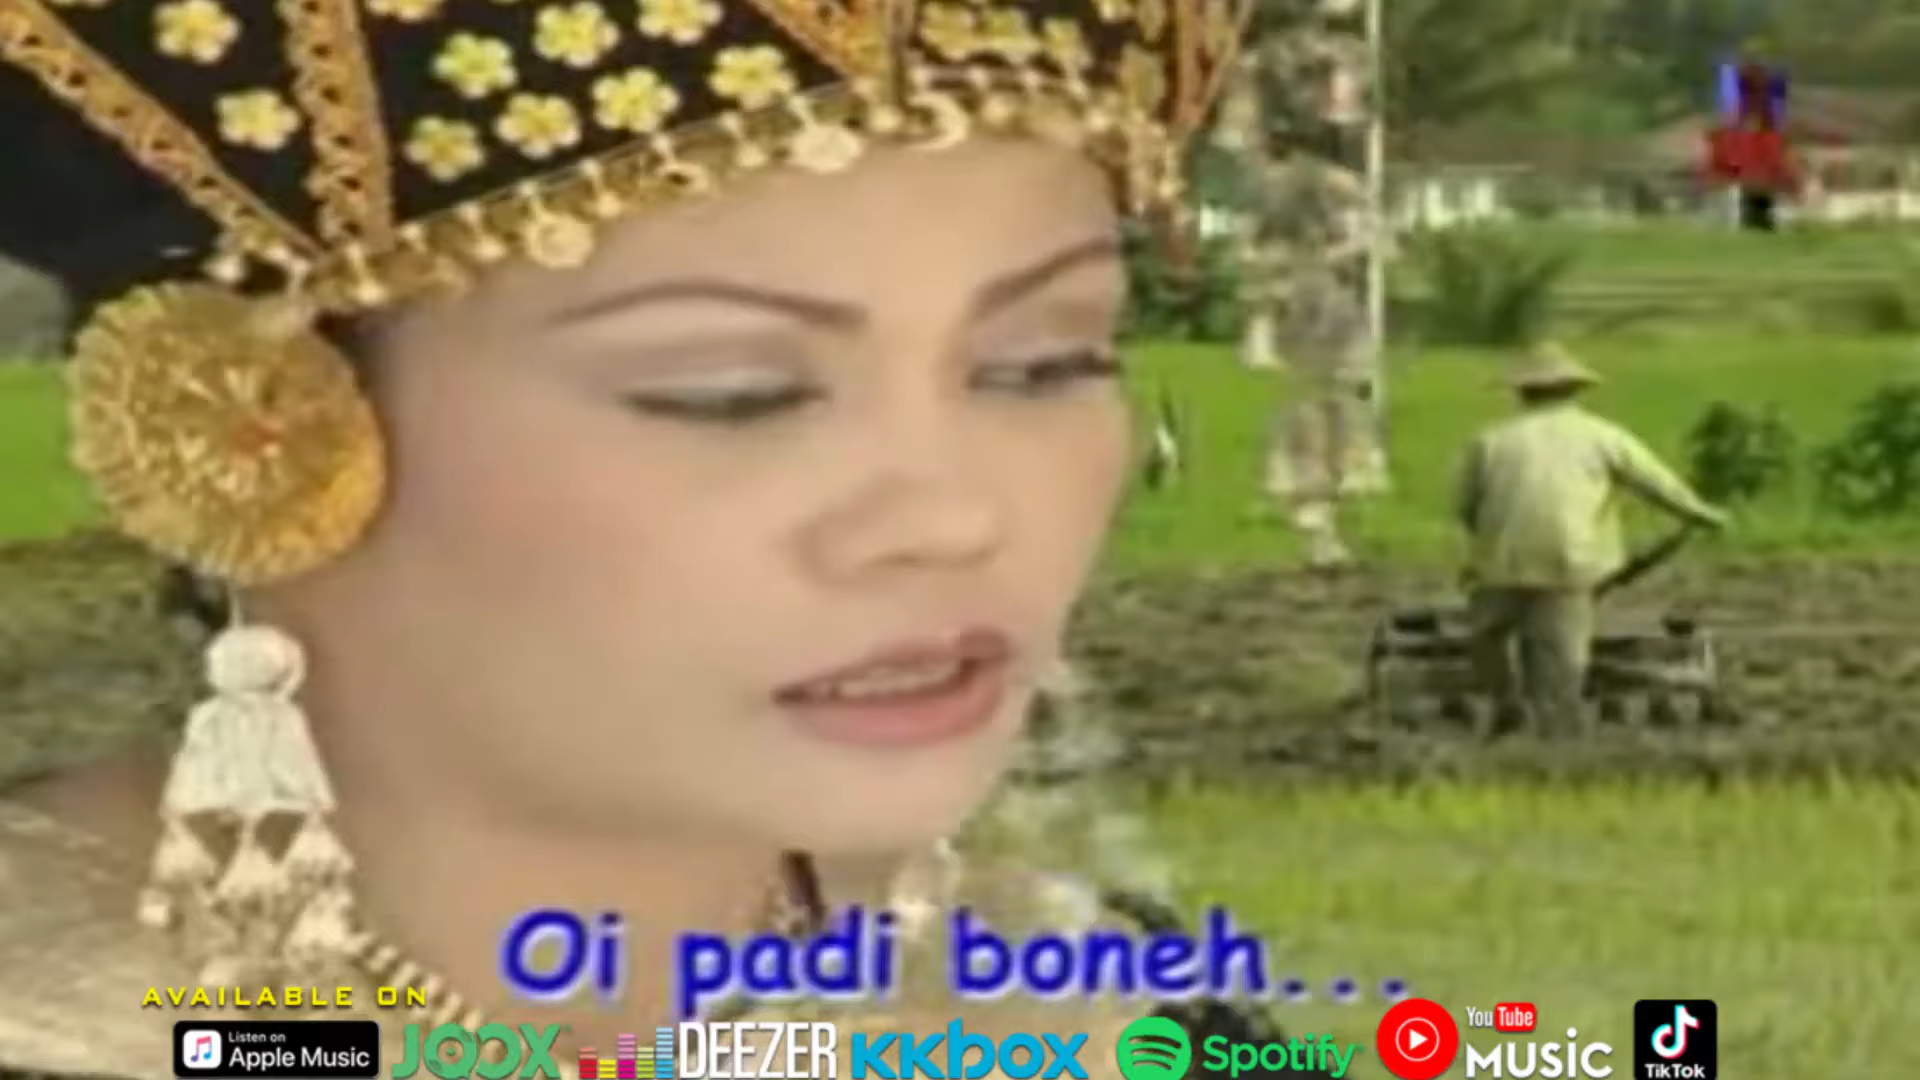 Oi padi boneh...
AVAILABLE ON
Listen on
Apple Music
JOOX
DEEZER
KKBOX
Spotify
YouTube
MUSIC
TikTok